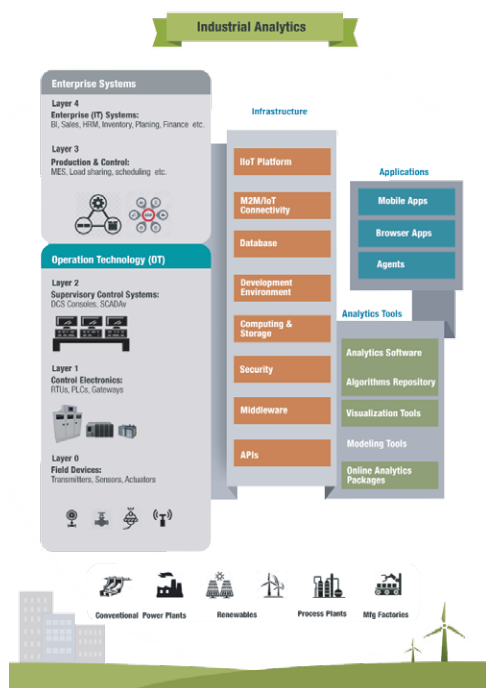 Industrial Analytics
Enterprise Systems
Layer 4
Enterprise (IT) Systems:
BI, Sales, HRM, Inventory, Planing, Finance etc.
Layer 3
Production & Control:
MES, Load sharing, scheduling etc.
Operation Technology (OT)
Layer 2
Supervisory Control Systems:
DCS Consoles, SCADAv
Layer 1
Control Electronics:
RTUs, PLCs, Gateways
Layer 0
Field Devices:
Transmitters, Sensors, Actuators
Infrastructure
IIoT Platform
M2M/IoT
Connectivity
Database
Development
Environment
Computing &
Storage
Security
Middleware
APIs
Applications
Mobile Apps
Browser Apps
Agents
Analytics Tools
Analytics Software
Algorithms Repository
Visualization Tools
Modeling Tools
Online Analytics
Packages
Conventional Power Plants
Renewables
Process Plants
Mfg Factories